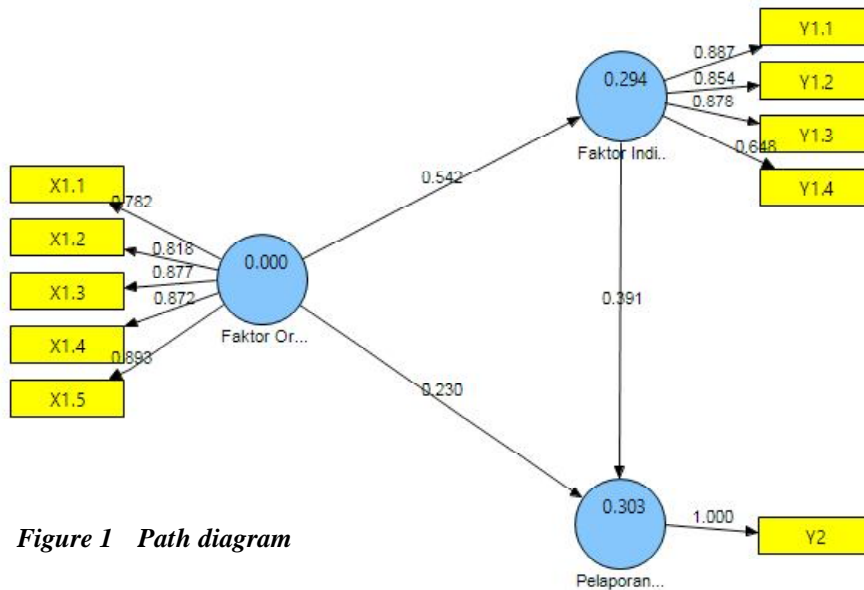 Y1.1
0.887
0.294
0.854
Y1.2
0.878
Y1.3
0.648
Faktor Indi..
Y1.4
X1.1
0.782
0.542
X1.2
0.818
0.000
0.877
X1.3
0.872
0.391
X1.4
Faktor Or...
0.893
X1.5
0.230
0.303
1.000
Y2
Figure 1 Path diagram
Pelaporan...